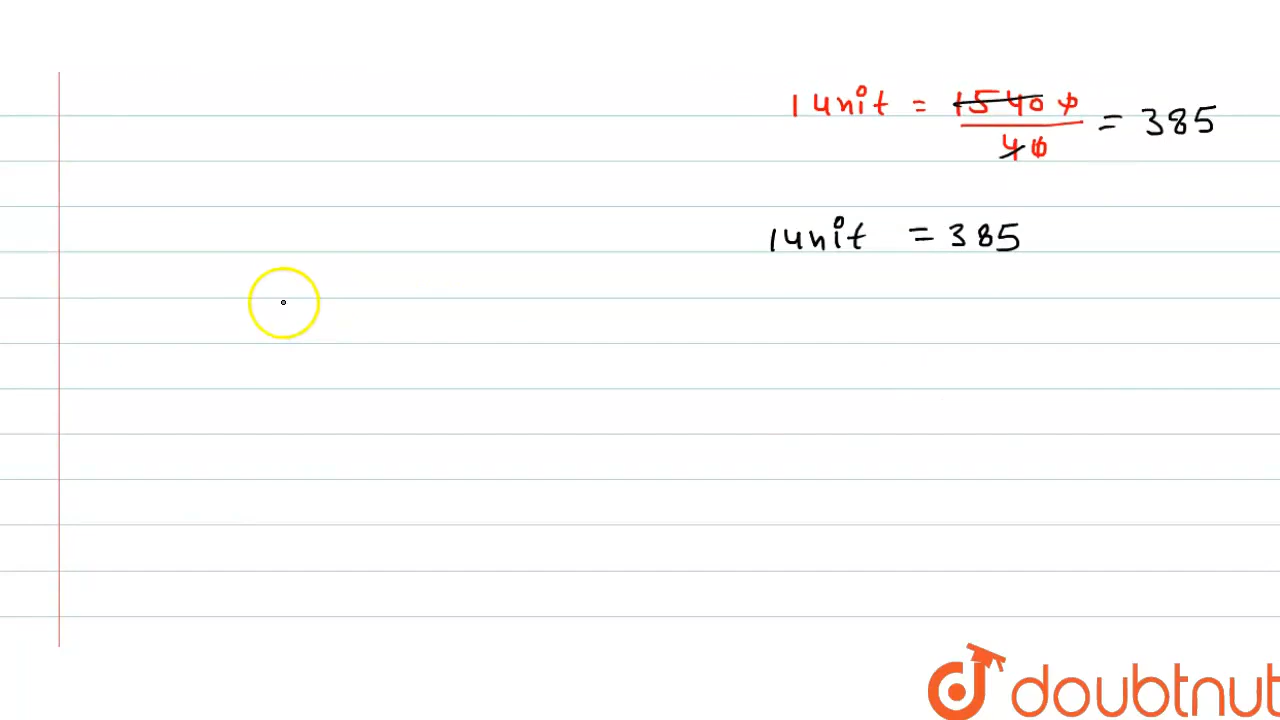 1 unit = 15400/40 = 385
1 unit = 385
doubtnut